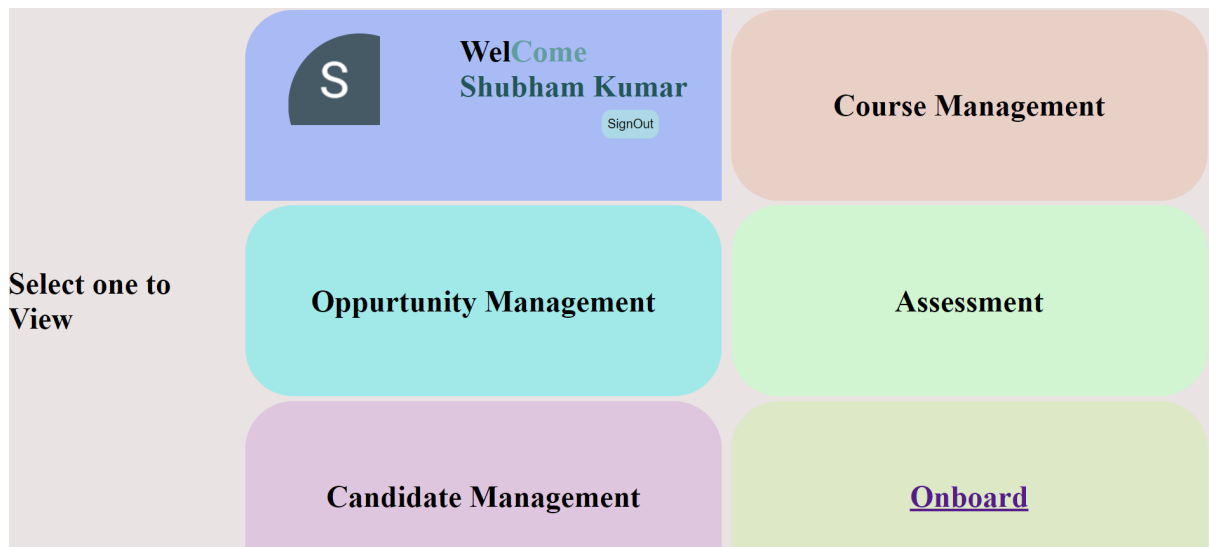 S
WelCome
Shubham Kumar
SignOut
Course Management
Select one to
View
Oppurtunity Management
Assessment
Candidate Management
Onboard